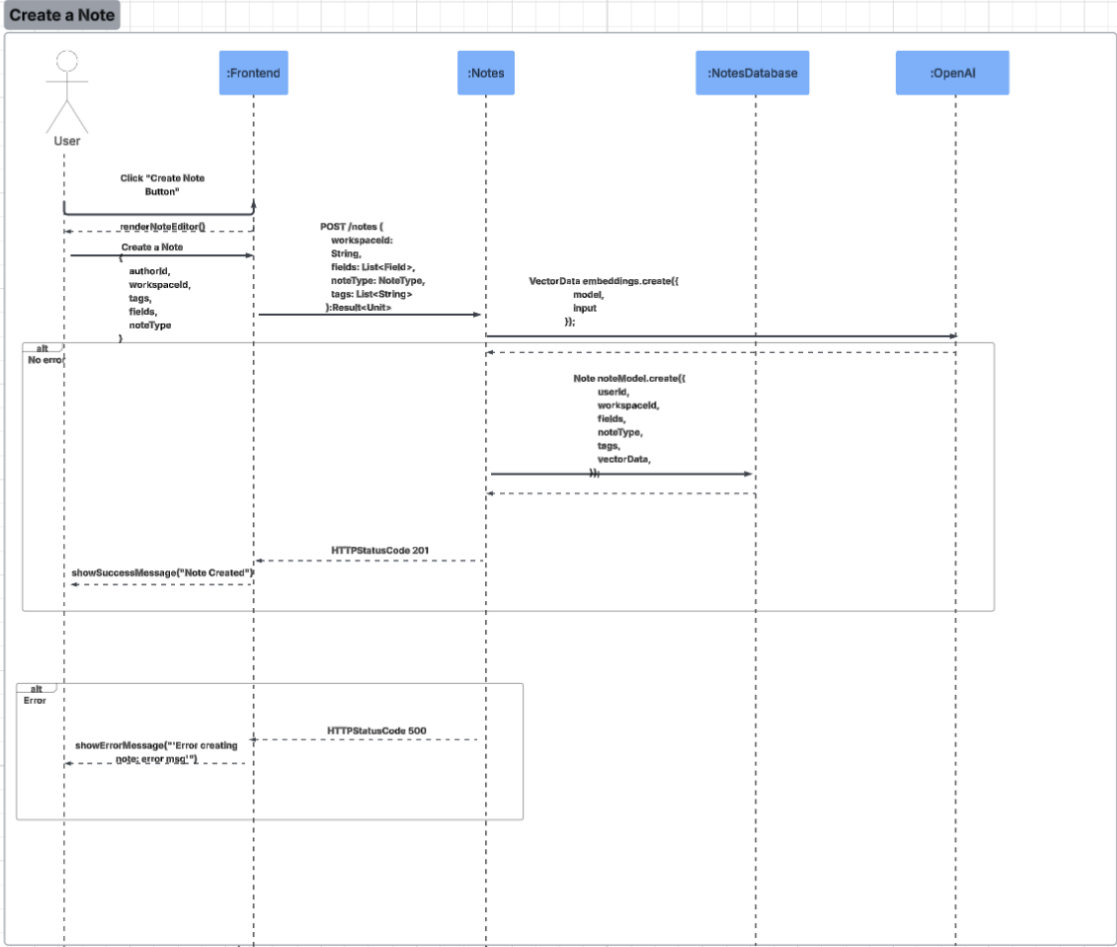 Create a Note
:Frontend
:Notes
:NotesDatabase
:OpenAI
User
Click "Create Note
Button"
renderNoteEditor()
Create a Note
{
authorId,
workspaceId,
tags,
fields,
noteType
}
POST /notes (
workspaceId:
String,
fields: List<Field>,
noteType: NoteType,
tags: List<String>
):Result<Unit>
VectorData embeddings.create({
model,
input
});
alt
No error
Note noteModel.create({
userId,
workspaceId,
fields,
noteType,
tags,
vectorData,
});
HTTPStatusCode 201
showSuccessMessage("Note Created")
alt
Error
HTTPStatusCode 500
showErrorMessage("'Error creating
note: error msg'")